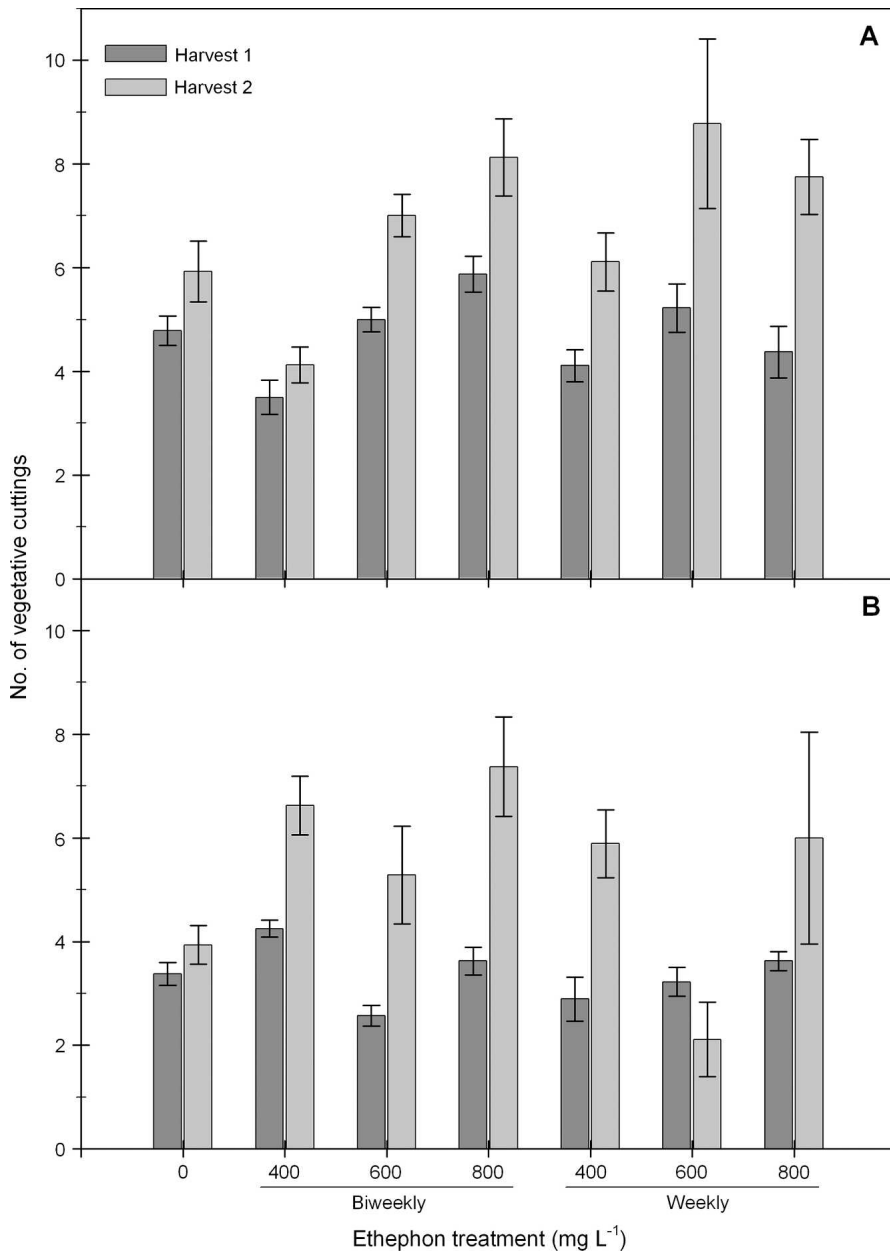 A
Harvest 1
Harvest 2
10
8
6
4
2
0
B
10
8
6
4
2
0
No. of vegetative cuttings
0 400 600 800 400 600 800
Biweekly Weekly
Ethephon treatment (mg L⁻¹)